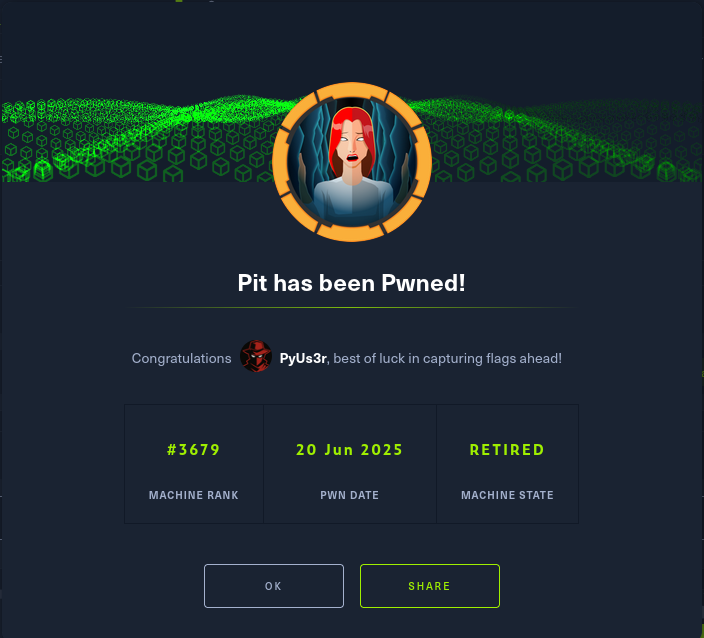 Pit has been Pwned!
Congratulations PyUs3r, best of luck in capturing flags ahead!
#3679 20 Jun 2025 RETIRED
MACHINE RANK PWN DATE MACHINE STATE
OK SHARE